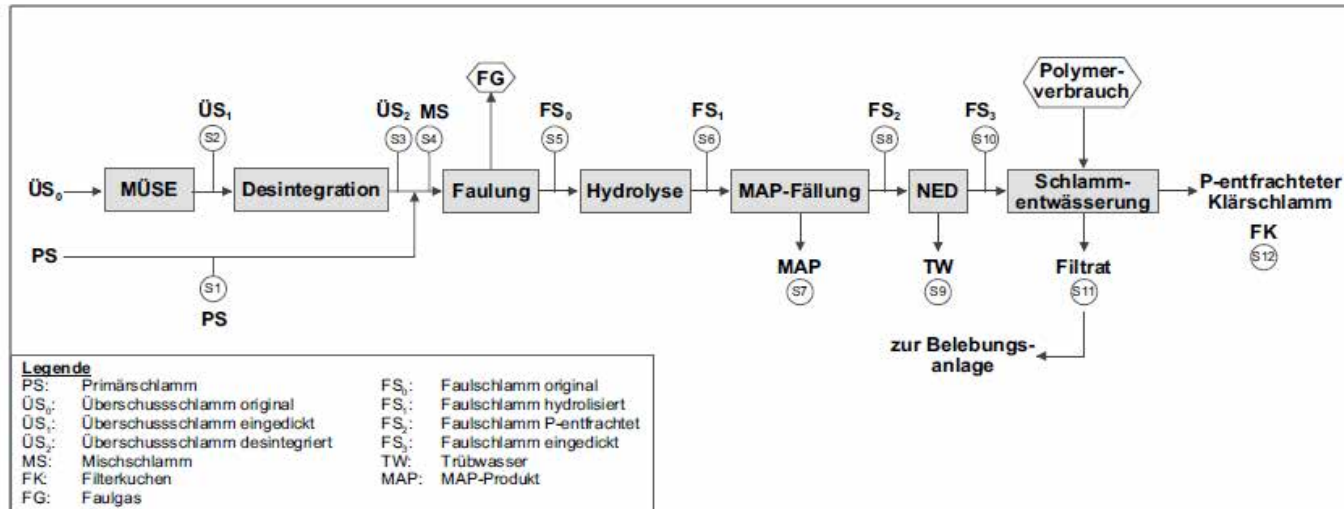 FG
Polymer-
verbrauch
ÜS₁
ÜS₂
MS
FS₀
FS₁
FS₂
FS₃
S2
S3
S4
S5
S6
S8
S10
ÜS₀
MÜSE
Desintegration
Faulung
Hydrolyse
MAP-Fällung
NED
Schlamm-
entwässerung
P-entfrachteter
Klärschlamm
FK
S12
PS
S1
PS
MAP
S7
TW
S9
Filtrat
S11
zur Belebungs-
anlage
Legende
PS: Primärschlamm
ÜS₀: Überschussschlamm original
ÜS₁: Überschussschlamm eingedickt
ÜS₂: Überschussschlamm desintegriert
MS: Mischschlamm
FK: Filterkuchen
FG: Faulgas
FS₀: Faulschlamm original
FS₁: Faulschlamm hydrolisiert
FS₂: Faulschlamm P-entfrachtet
FS₃: Faulschlamm eingedickt
TW: Trübwasser
MAP: MAP-Produkt